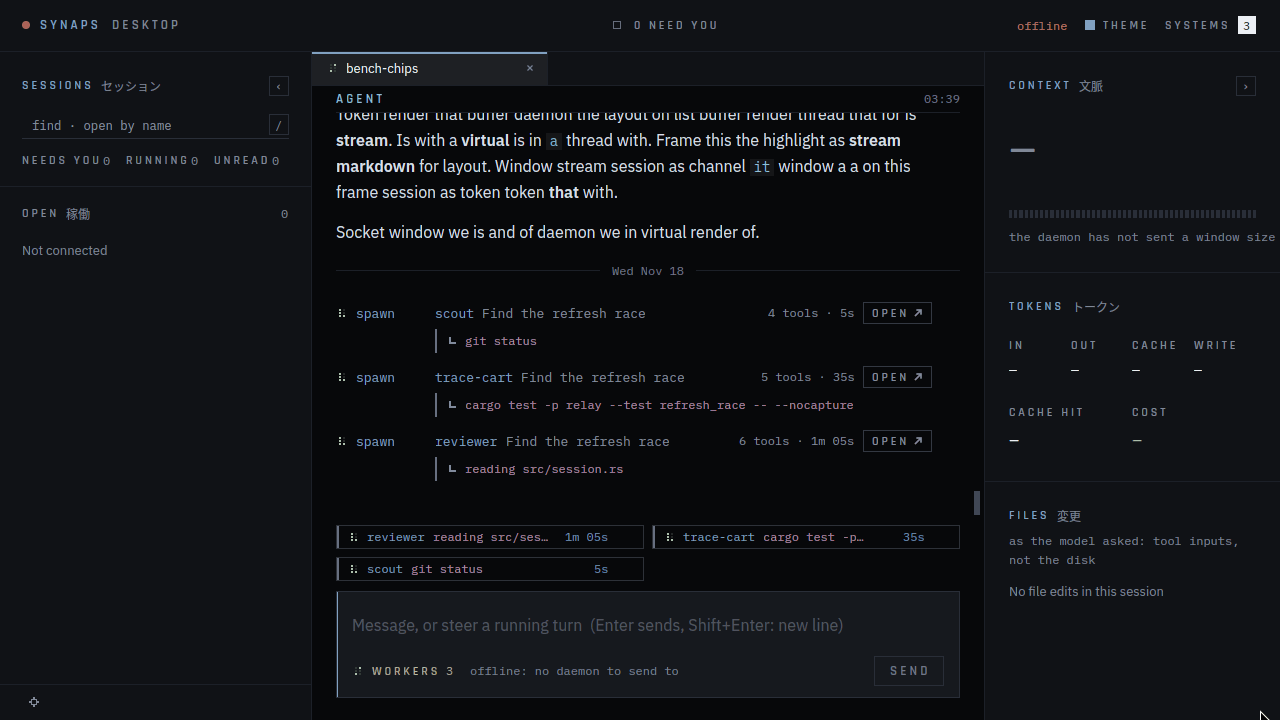 SYNAPS DESKTOP
0 NEED YOU
offline THEME SYSTEMS 3
SESSIONS セッション ‹
find · open by name /
NEEDS YOU 0 RUNNING 0 UNREAD 0
OPEN 稼働 0
Not connected
bench-chips ×
AGENT 03:39
Token render that buffer daemon the layout on list buffer render thread that for is
stream. Is with a virtual is in a thread with. Frame this the highlight as stream
markdown for layout. Window stream session as channel it window a a on this
frame session as token token that with.
Socket window we is and of daemon we in virtual render of.
Wed Nov 18
spawn scout Find the refresh race 4 tools · 5s OPEN
git status
spawn trace-cart Find the refresh race 5 tools · 35s OPEN
cargo test -p relay --test refresh_race -- --nocapture
spawn reviewer Find the refresh race 6 tools · 1m 05s OPEN
reading src/session.rs
reviewer reading src/ses… 1m 05s
trace-cart cargo test -p… 35s
scout git status 5s
Message, or steer a running turn (Enter sends, Shift+Enter: new line)
WORKERS 3 offline: no daemon to send to SEND
CONTEXT 文脈 ›
—
the daemon has not sent a window size
TOKENS トークン
IN OUT CACHE WRITE
— — — —
CACHE HIT COST
— —
FILES 変更
as the model asked: tool inputs,
not the disk
No file edits in this session